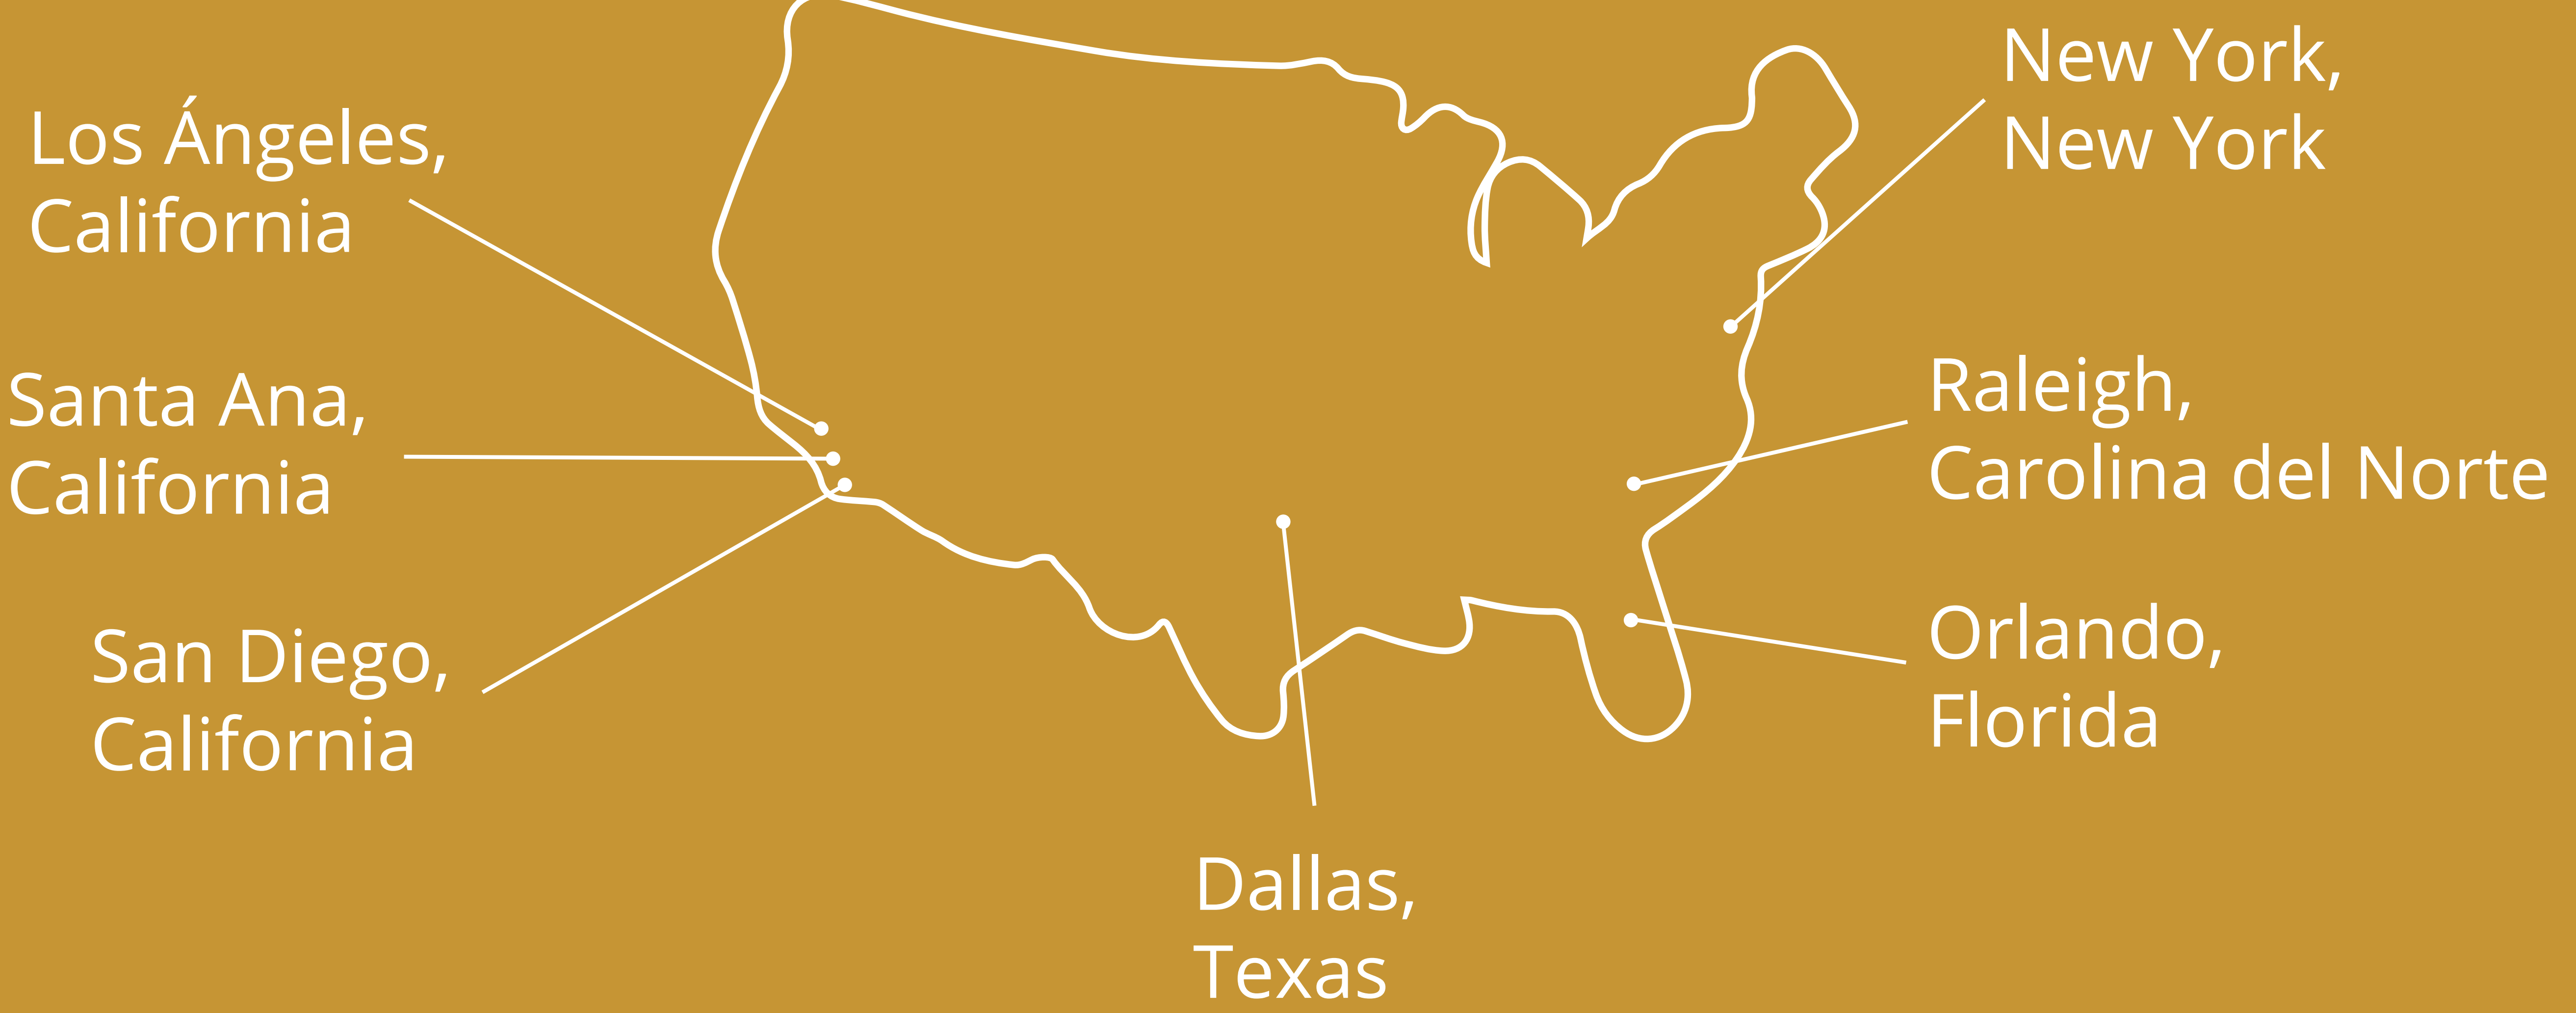 Los Ángeles,
California
Santa Ana,
California
San Diego,
California
Dallas,
Texas
New York,
New York
Raleigh,
Carolina del Norte
Orlando,
Florida